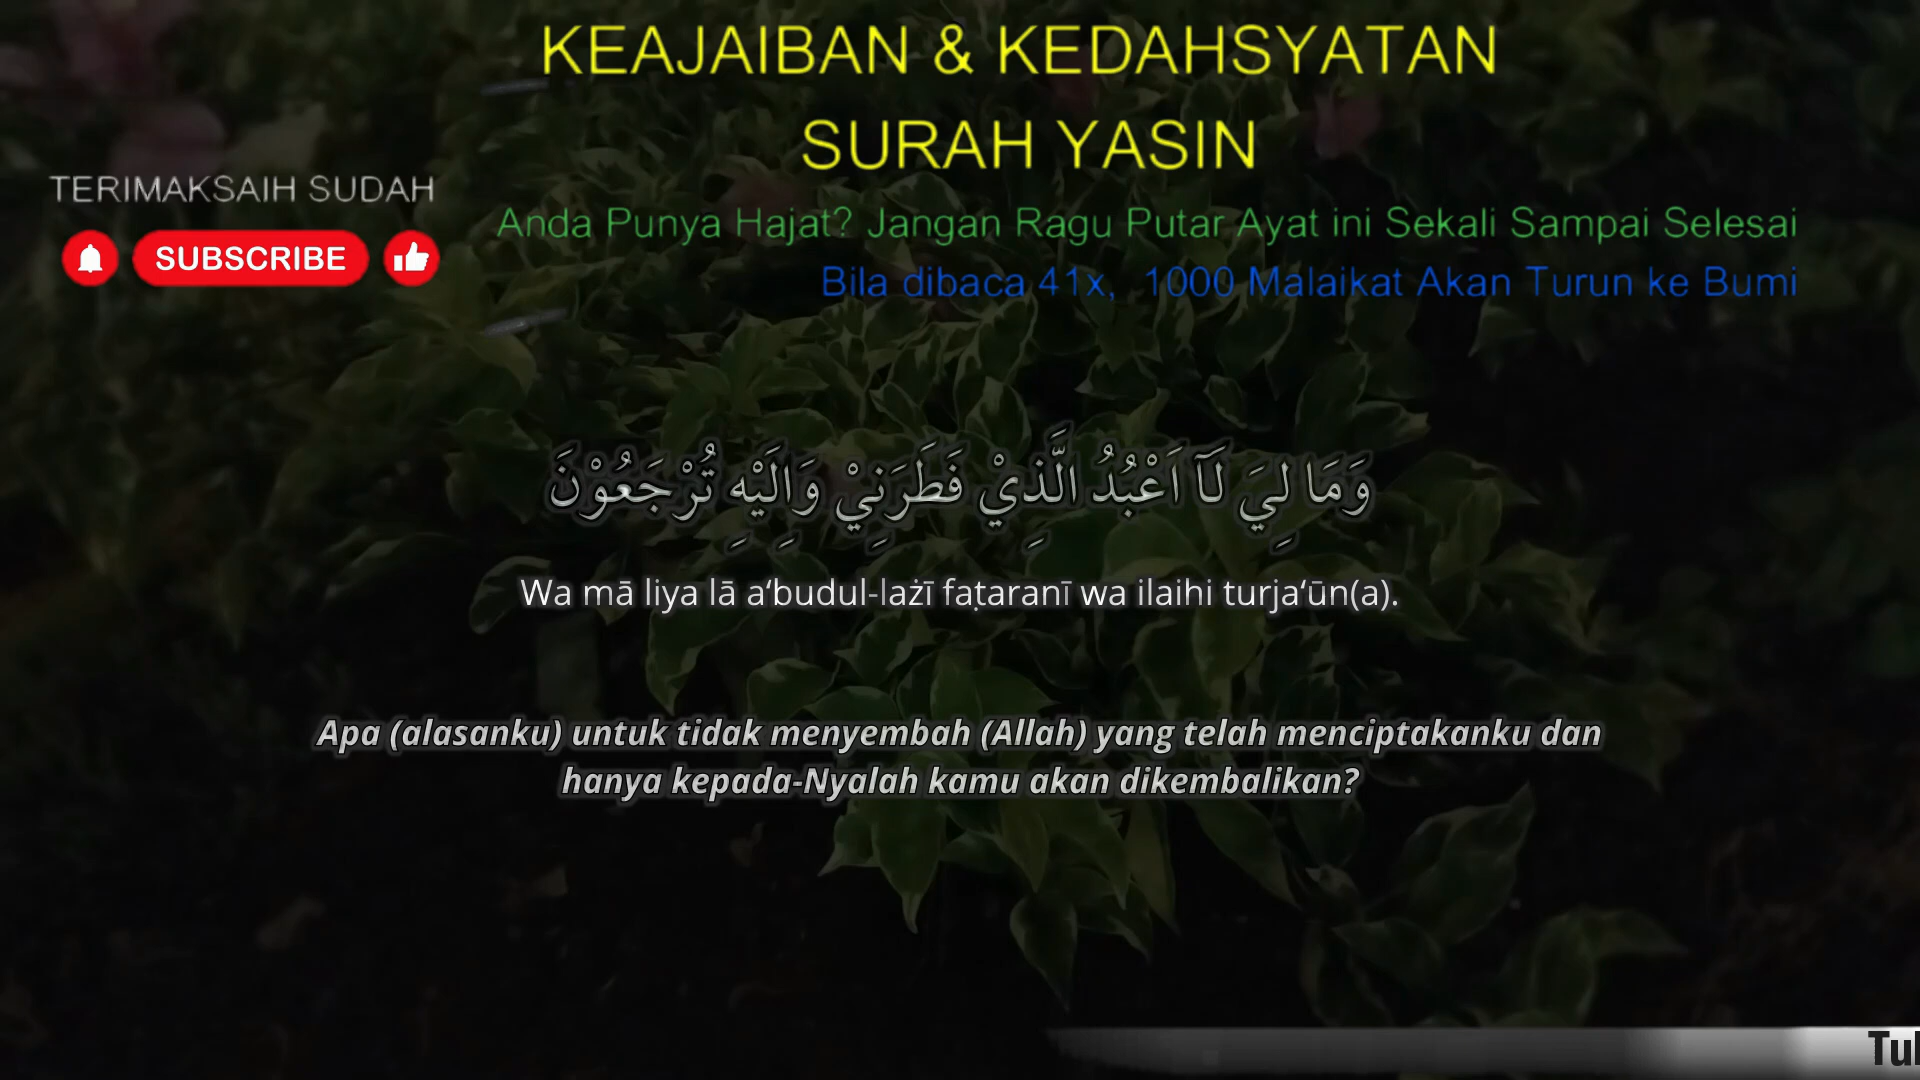 KEAJAIBAN & KEDAHSYATAN
SURAH YASIN
TERIMAKSAIH SUDAH
SUBSCRIBE
Anda Punya Hajat? Jangan Ragu Putar Ayat ini Sekali Sampai Selesai
Bila dibaca 41x, 1000 Malaikat Akan Turun ke Bumi
وَمَا لِيَ لَآ اَعْبُدُ الَّذِيْ فَطَرَنِيْ وَاِلَيْهِ تُرْجَعُوْنَ
Wa mā liya lā a‘budul-lażī faṭaranī wa ilaihi turja‘ūn(a).
Apa (alasanku) untuk tidak menyembah (Allah) yang telah menciptakanku dan
hanya kepada-Nyalah kamu akan dikembalikan?